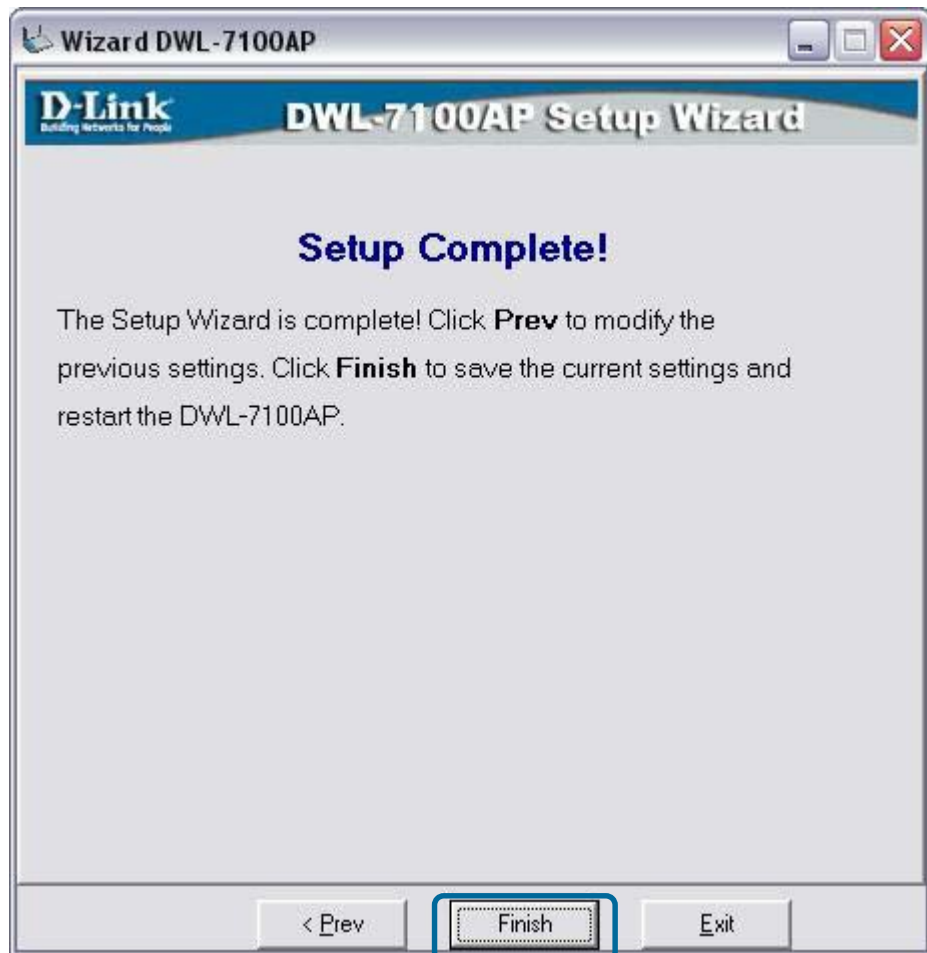 Wizard DWL-7100AP
D-Link
Building Networks for People
DWL-7100AP Setup Wizard
Setup Complete!
The Setup Wizard is complete! Click Prev to modify the
previous settings. Click Finish to save the current settings and
restart the DWL-7100AP.
< Prev
Finish
Exit